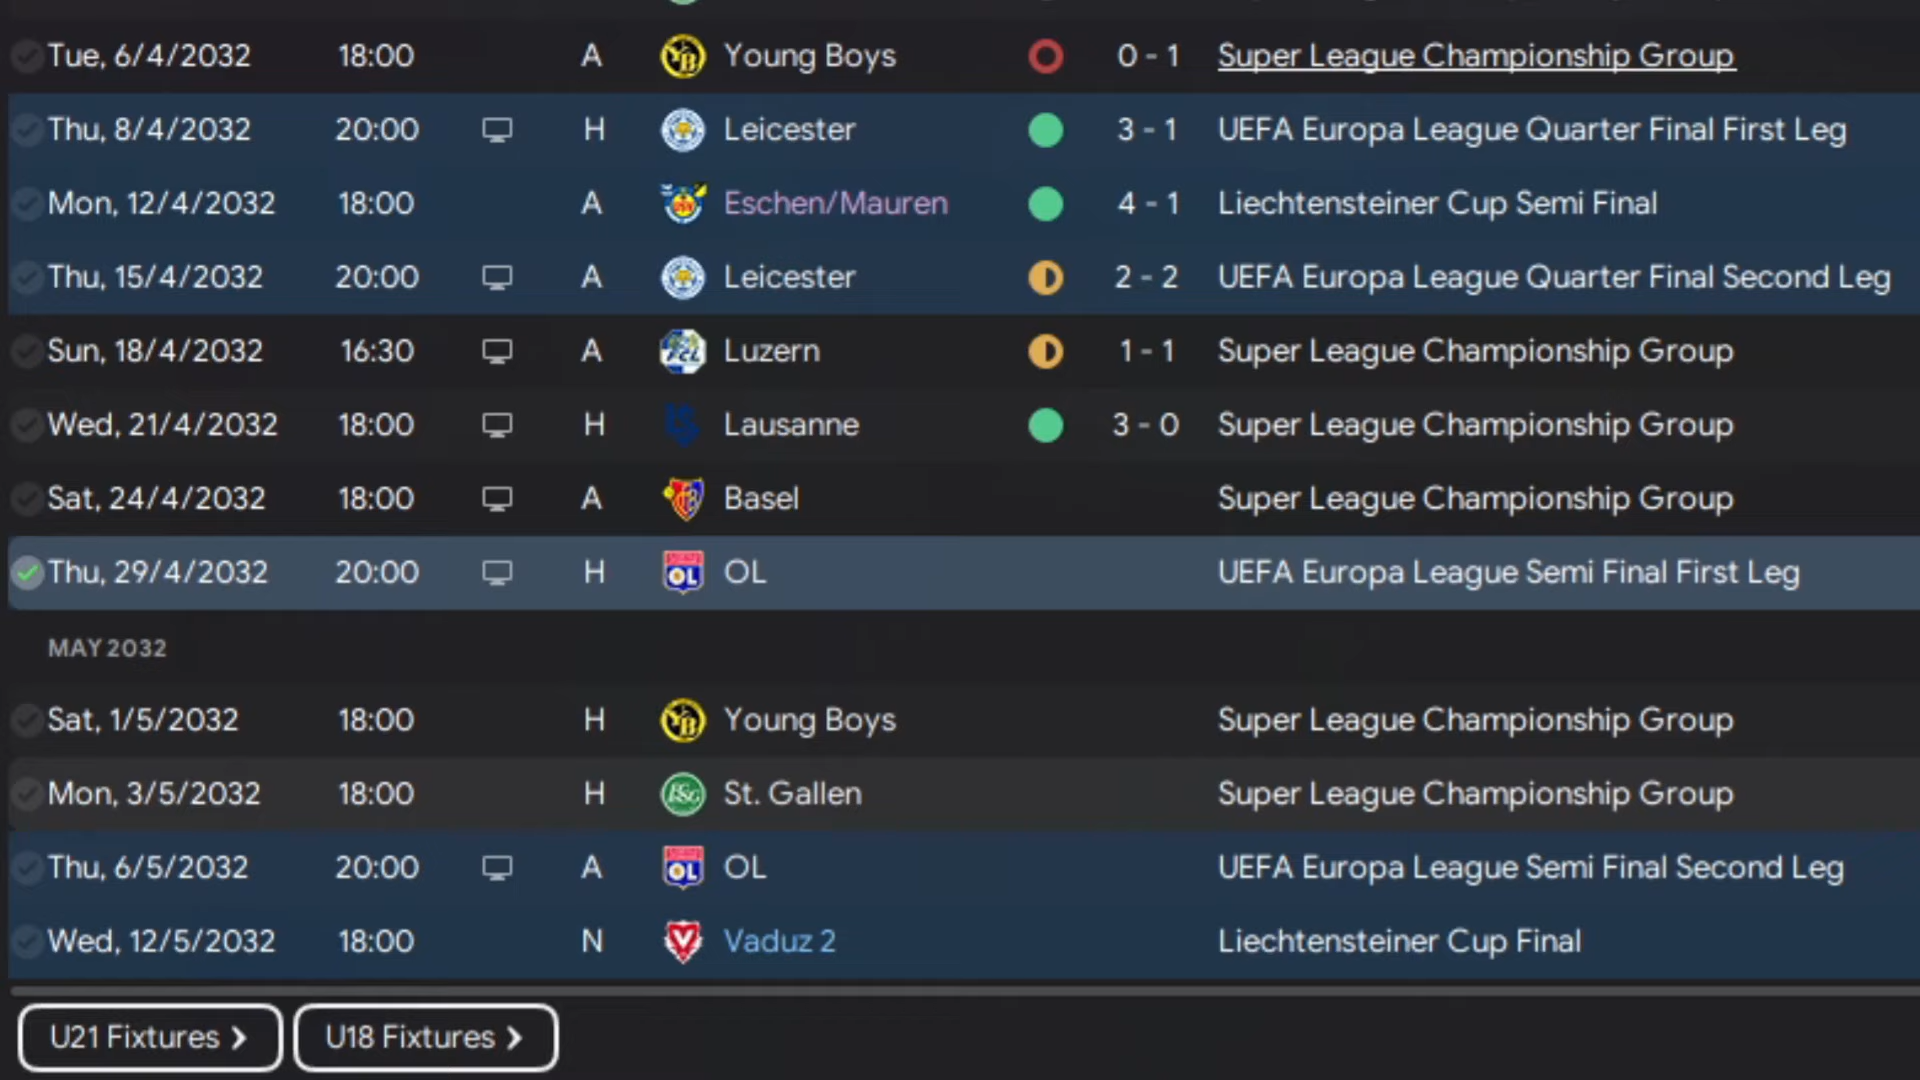 Tue, 6/4/2032 18:00 A Young Boys 0 - 1 Super League Championship Group
Thu, 8/4/2032 20:00 H Leicester 3 - 1 UEFA Europa League Quarter Final First Leg
Mon, 12/4/2032 18:00 A Eschen/Mauren 4 - 1 Liechtensteiner Cup Semi Final
Thu, 15/4/2032 20:00 A Leicester 2 - 2 UEFA Europa League Quarter Final Second Leg
Sun, 18/4/2032 16:30 A FCL Luzern 1 - 1 Super League Championship Group
Wed, 21/4/2032 18:00 H LS Lausanne 3 - 0 Super League Championship Group
Sat, 24/4/2032 18:00 A Basel Super League Championship Group
Thu, 29/4/2032 20:00 H OL OL UEFA Europa League Semi Final First Leg
MAY 2032
Sat, 1/5/2032 18:00 H YB Young Boys Super League Championship Group
Mon, 3/5/2032 18:00 H FSG St. Gallen Super League Championship Group
Thu, 6/5/2032 20:00 A OL OL UEFA Europa League Semi Final Second Leg
Wed, 12/5/2032 18:00 N V Vaduz 2 Liechtensteiner Cup Final
U21 Fixtures U18 Fixtures